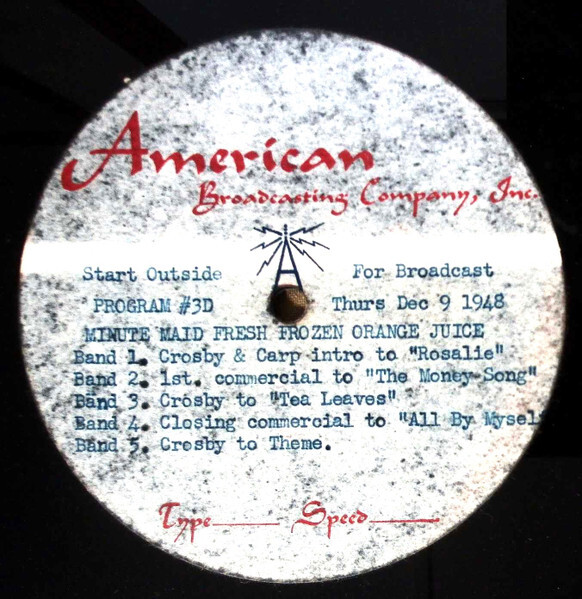 American
Broadcasting Company, Inc.
Start Outside For Broadcast
PROGRAM #3D Thurs Dec 9 1948
MINUTE MAID FRESH FROZEN ORANGE JUICE
Band 1. Crosby & Carp intro to "Rosalie"
Band 2. 1st. commercial to "The Money Song"
Band 3. Crosby to "Tea Leaves"
Band 4. Closing commercial to "All By Mysel
Band 5. Crosby to Theme.
Type Speed